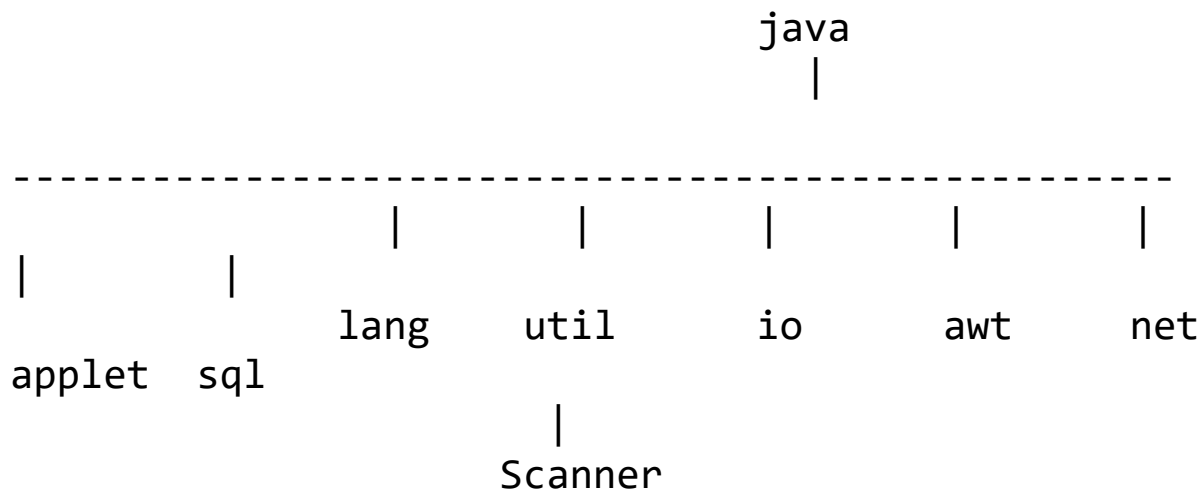 java
|
--------------------------------------------------
| | | | |
| |
lang util io awt net
applet sql
|
Scanner